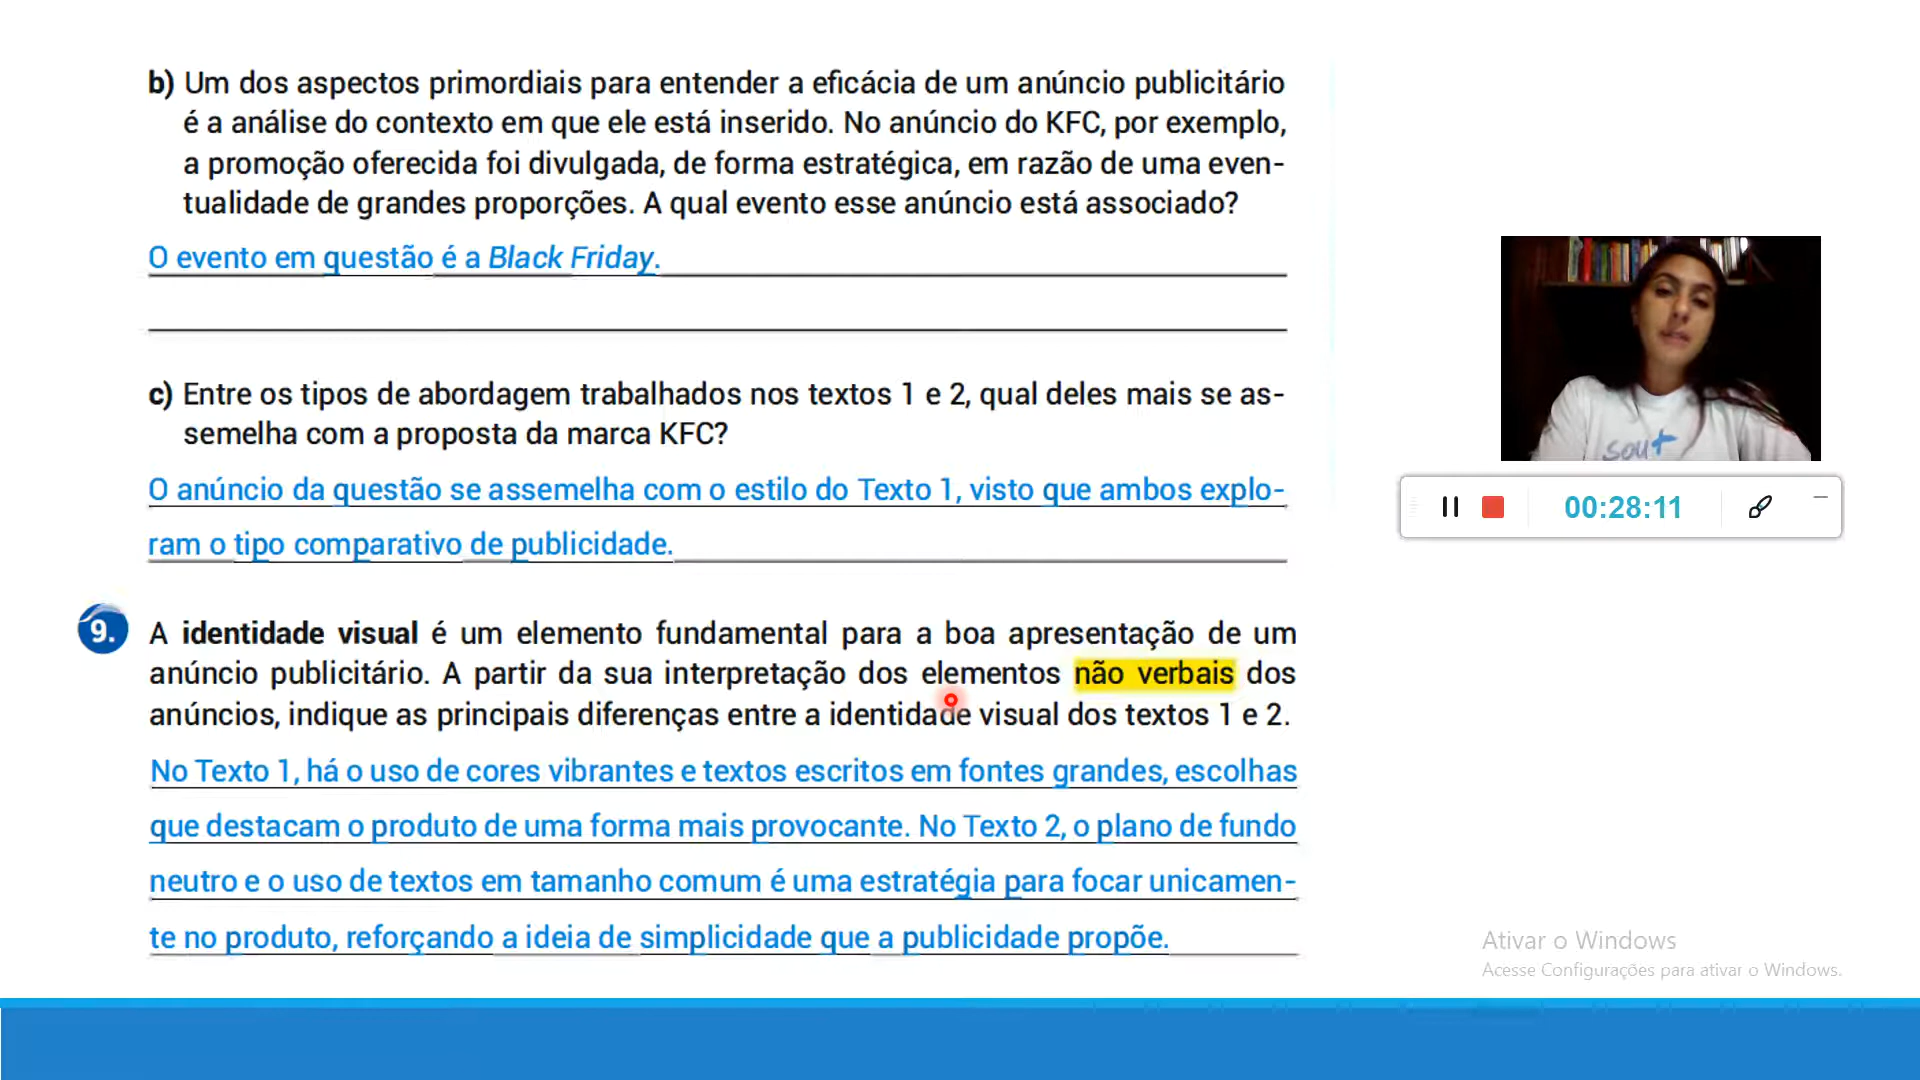 b) Um dos aspectos primordiais para entender a eficácia de um anúncio publicitário
é a análise do contexto em que ele está inserido. No anúncio do KFC, por exemplo,
a promoção oferecida foi divulgada, de forma estratégica, em razão de uma even-
tualidade de grandes proporções. A qual evento esse anúncio está associado?
O evento em questão é a Black Friday.
c) Entre os tipos de abordagem trabalhados nos textos 1 e 2, qual deles mais se as-
semelha com a proposta da marca KFC?
O anúncio da questão se assemelha com o estilo do Texto 1, visto que ambos explo-
ram o tipo comparativo de publicidade.
9. A identidade visual é um elemento fundamental para a boa apresentação de um
anúncio publicitário. A partir da sua interpretação dos elementos não verbais dos
anúncios, indique as principais diferenças entre a identidade visual dos textos 1 e 2.
No Texto 1, há o uso de cores vibrantes e textos escritos em fontes grandes, escolhas
que destacam o produto de uma forma mais provocante. No Texto 2, o plano de fundo
neutro e o uso de textos em tamanho comum é uma estratégia para focar unicamen-
te no produto, reforçando a ideia de simplicidade que a publicidade propõe.
sou+
00:28:11
Ativar o Windows
Acesse Configurações para ativar o Windows.